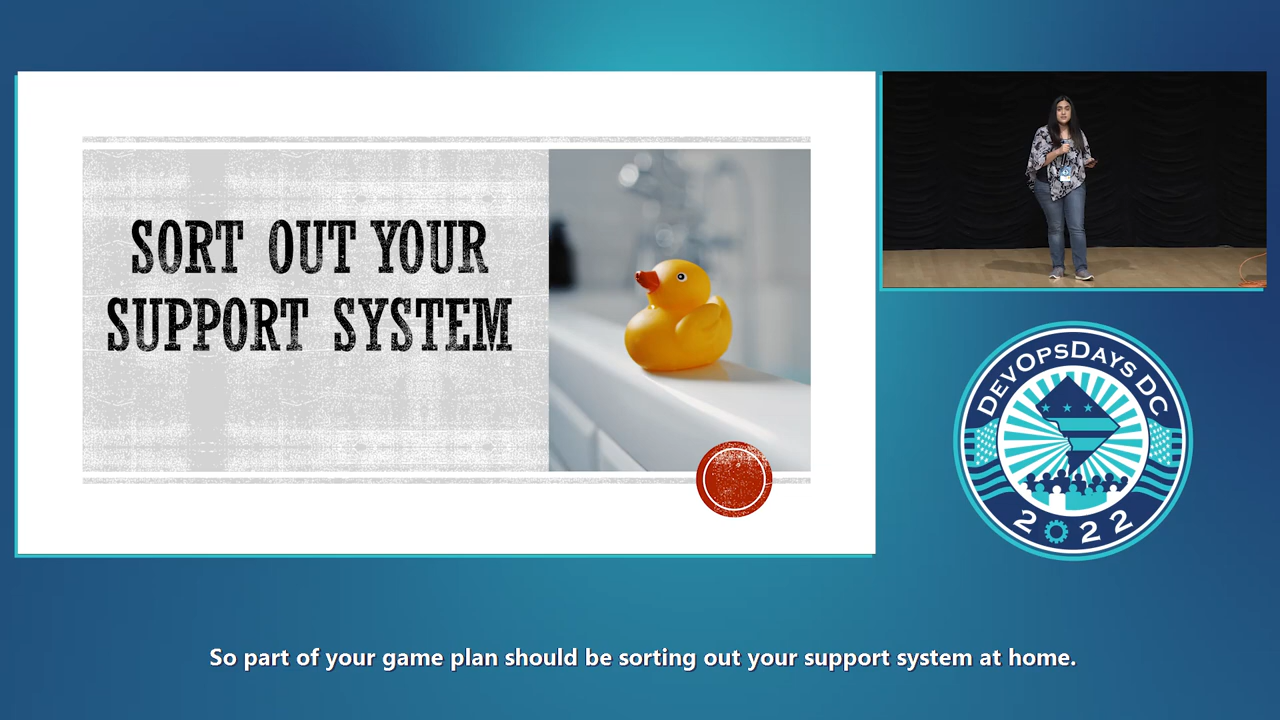 SORT OUT YOUR
SUPPORT SYSTEM
DEVOPSDAYS DC
2022
So part of your game plan should be sorting out your support system at home.